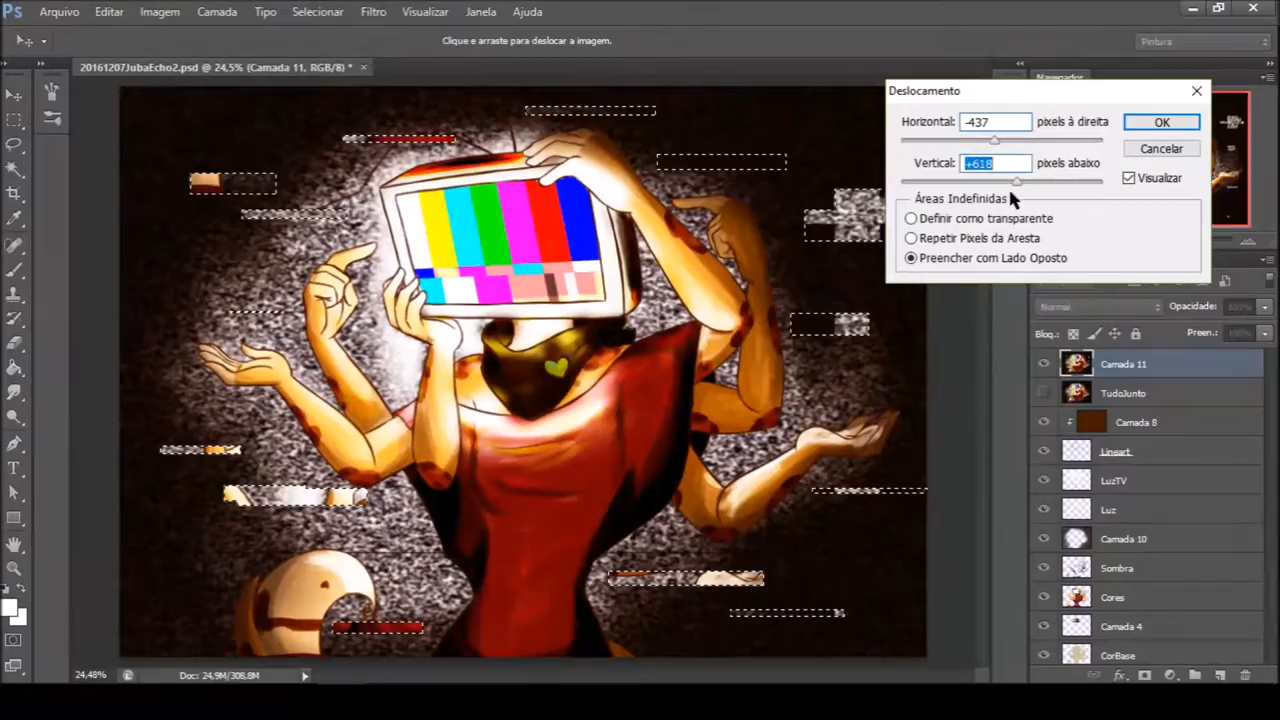 Ps Arquivo Editar Imagem Camada Tipo Selecionar Filtro Visualizar Janela Ajuda
Clique e arraste para deslocar a imagem.
Pintura
20161207JubaEcho2.psd @ 24,5% (Camada 11, RGB/8) *
Navegador
Deslocamento
Horizontal: -437 pixels à direita
OK
Vertical: +618 pixels abaixo
Cancelar
Visualizar
Áreas Indefinidas
Definir como transparente
Repetir Pixels da Aresta
Preencher com Lado Oposto
Normal Opacidade: 100%
Bloq.: Preen.: 100%
Camada 11
TudoJunto
Camada 8
Lineart
LuzTV
Luz
Camada 10
Sombra
Cores
Camada 4
CorBase
24,48% Doc: 24,9M/308,8M
fx